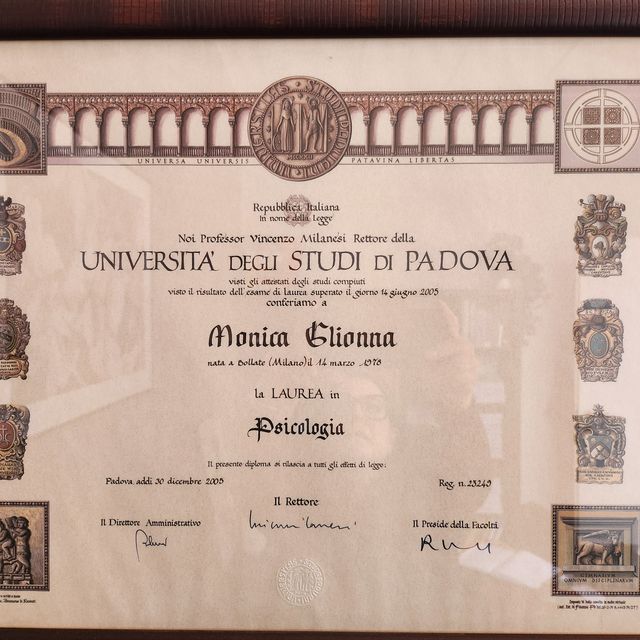 UNIVERSA UNIVERSIS PATAVINA LIBERTAS
Repubblica Italiana
In nome della Legge
Noi Professor Vincenzo Milanesi Rettore della
UNIVERSITA' DEGLI STUDI DI PADOVA
visti gli attestati degli studi compiuti
visto il risultato dell'esame di laurea superato il giorno 14 giugno 2005
conferiamo a
Monica Glionna
nata a Bollate (Milano) il 14 marzo 1978
la LAUREA in
Psicologia
Il presente diploma si rilascia a tutti gli effetti di legge.
Padova addì 30 dicembre 2005
Reg. n. 23249
Il Rettore
Il Direttore Amministrativo
Il Preside della Facoltà
GIMNASIUM
OMNIUM DISCIPLINARUM